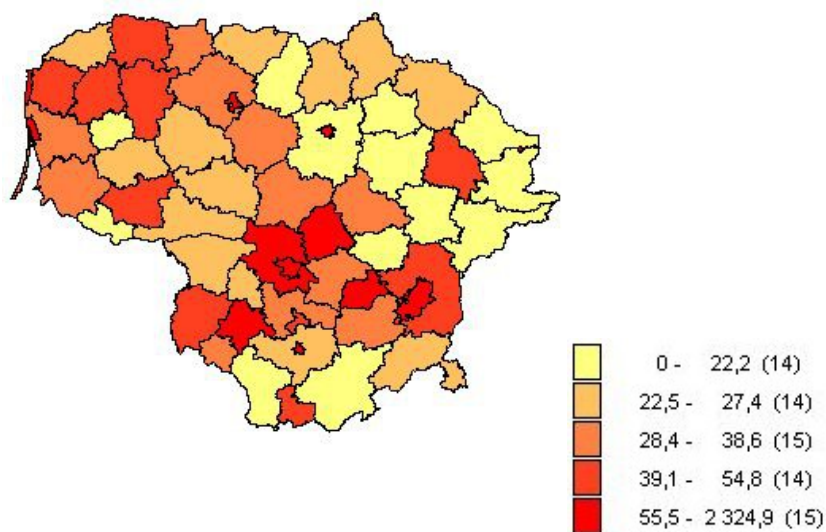 0 - 22,2 (14)
22,5 - 27,4 (14)
28,4 - 38,6 (15)
39,1 - 54,8 (14)
55,5 - 2 324,9 (15)